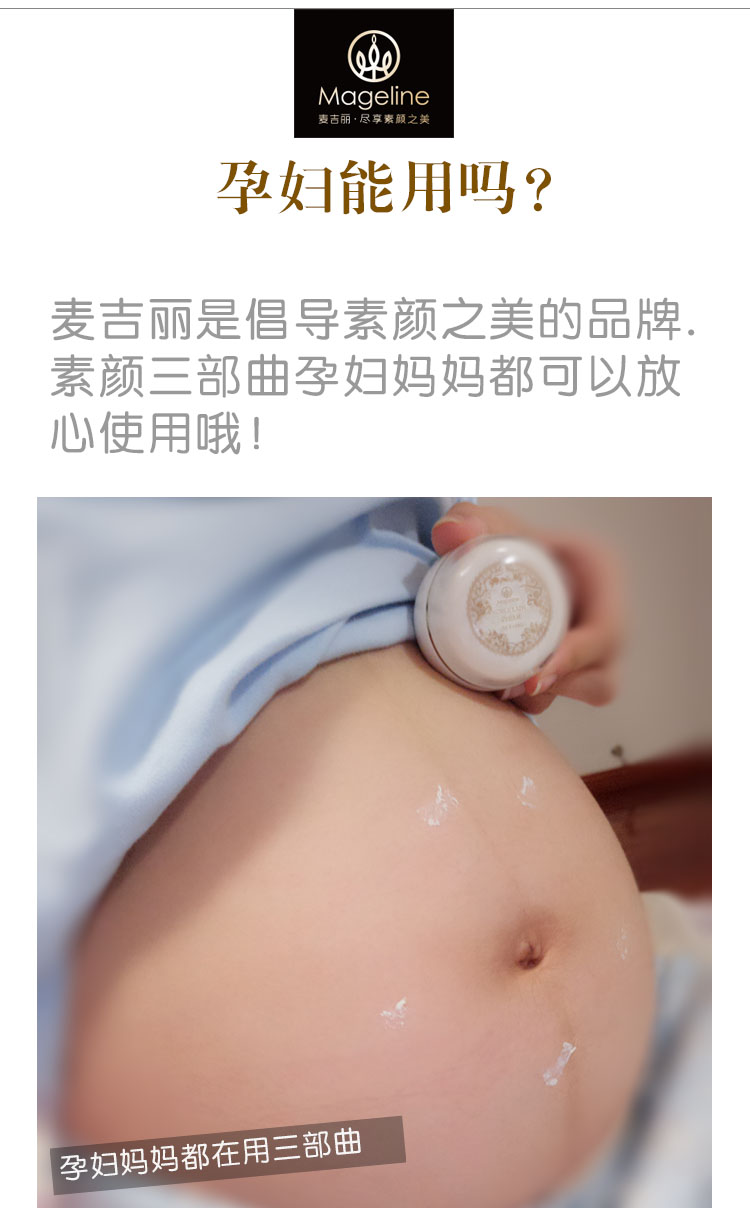 Mageline
麦吉丽·尽享素颜之美
孕妇能用吗?
麦吉丽是倡导素颜之美的品牌.
素颜三部曲孕妇妈妈都可以放
心使用哦!
孕妇妈妈都在用三部曲